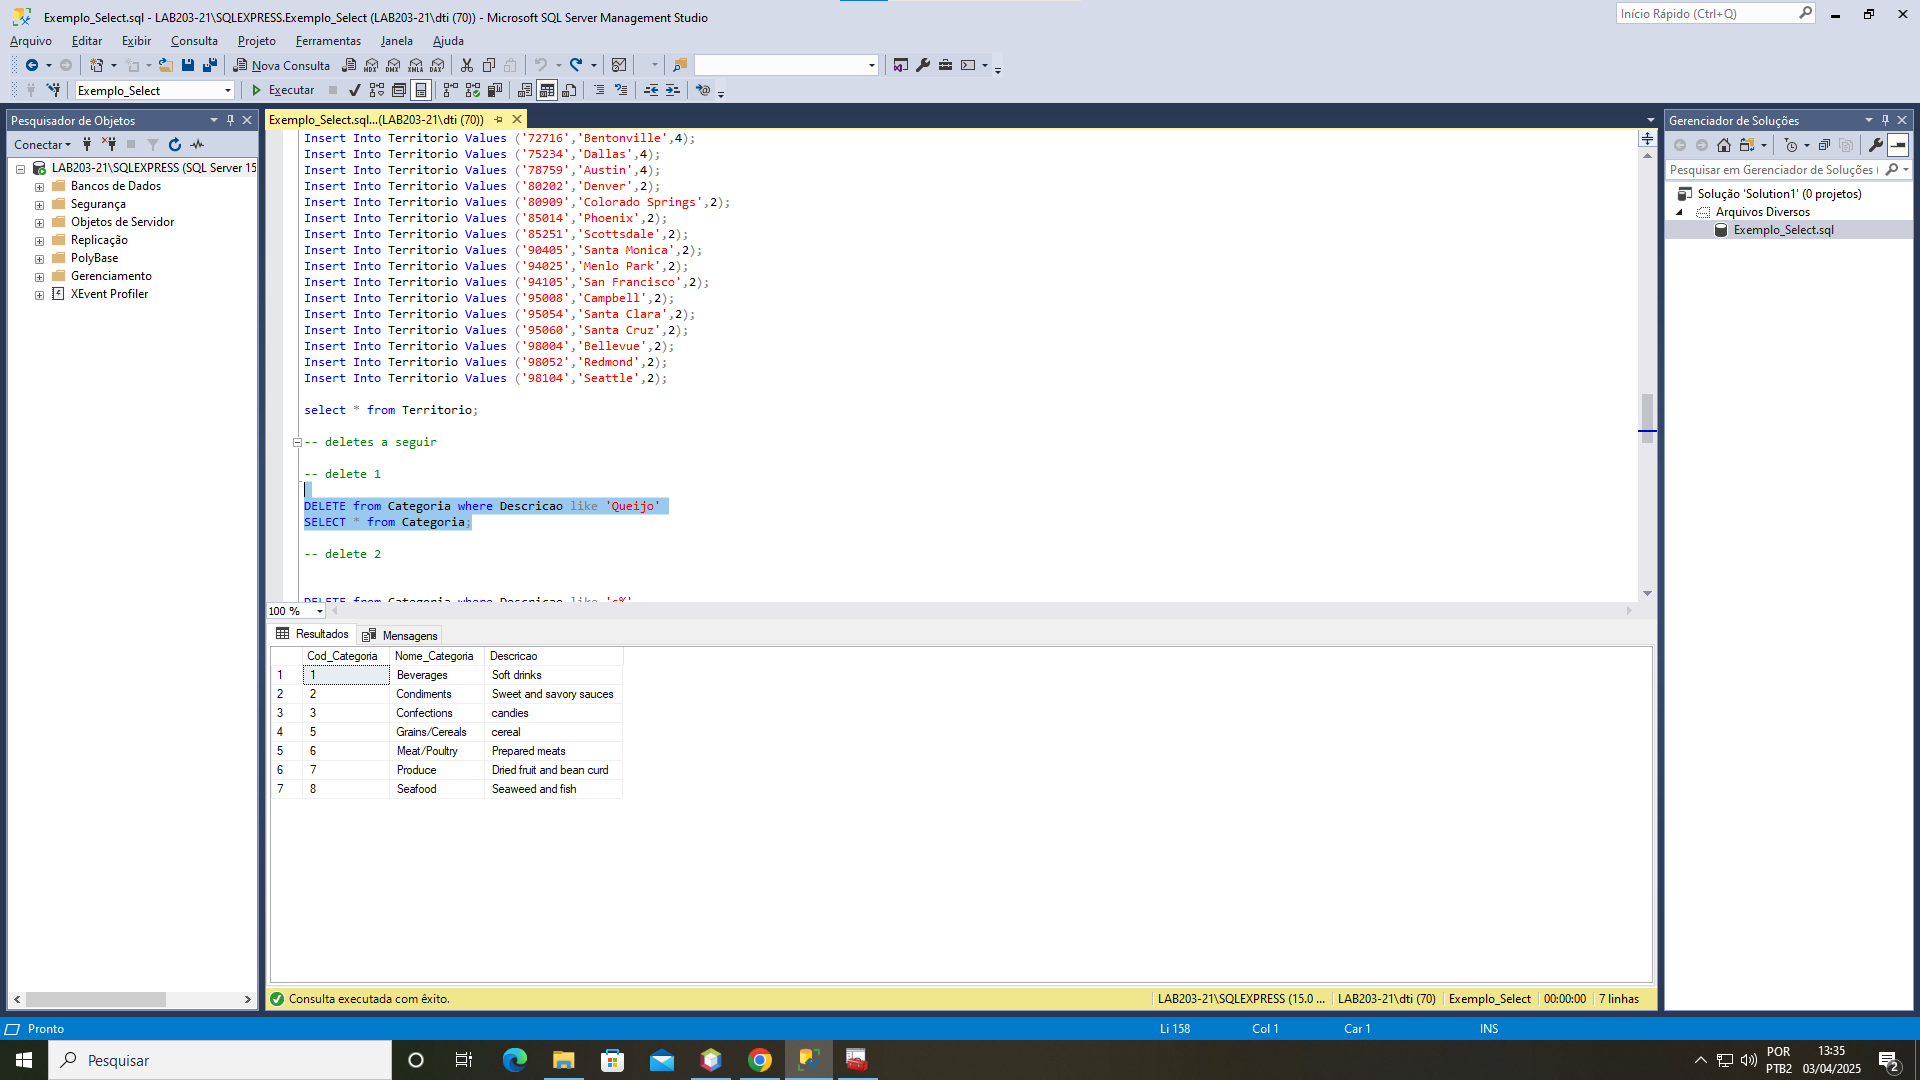 Exemplo_Select.sql - LAB203-21\SQLEXPRESS.Exemplo_Select (LAB203-21\dti (70)) - Microsoft SQL Server Management Studio
Início Rápido (Ctrl+Q)
Arquivo Editar Exibir Consulta Projeto Ferramentas Janela Ajuda
Nova Consulta
MDX DMX XMLA DAX
Exemplo_Select
Executar
Pesquisador de Objetos
Conectar
LAB203-21\SQLEXPRESS (SQL Server 15
Bancos de Dados
Segurança
Objetos de Servidor
Replicação
PolyBase
Gerenciamento
XEvent Profiler
Exemplo_Select.sql...(LAB203-21\dti (70))
Insert Into Territorio Values ('72716','Bentonville',4);
Insert Into Territorio Values ('75234','Dallas',4);
Insert Into Territorio Values ('78759','Austin',4);
Insert Into Territorio Values ('80202','Denver',2);
Insert Into Territorio Values ('80909','Colorado Springs',2);
Insert Into Territorio Values ('85014','Phoenix',2);
Insert Into Territorio Values ('85251','Scottsdale',2);
Insert Into Territorio Values ('90405','Santa Monica',2);
Insert Into Territorio Values ('94025','Menlo Park',2);
Insert Into Territorio Values ('94105','San Francisco',2);
Insert Into Territorio Values ('95008','Campbell',2);
Insert Into Territorio Values ('95054','Santa Clara',2);
Insert Into Territorio Values ('95060','Santa Cruz',2);
Insert Into Territorio Values ('98004','Bellevue',2);
Insert Into Territorio Values ('98052','Redmond',2);
Insert Into Territorio Values ('98104','Seattle',2);
select * from Territorio;
-- deletes a seguir
-- delete 1
DELETE from Categoria where Descricao like 'Queijo'
SELECT * from Categoria;
-- delete 2
DELETE from Categoria where Descricao like 's%'
100 %
Resultados Mensagens
Cod_Categoria Nome_Categoria Descricao
1 1 Beverages Soft drinks
2 2 Condiments Sweet and savory sauces
3 3 Confections candies
4 5 Grains/Cereals cereal
5 6 Meat/Poultry Prepared meats
6 7 Produce Dried fruit and bean curd
7 8 Seafood Seaweed and fish
Consulta executada com êxito.
LAB203-21\SQLEXPRESS (15.0 ... LAB203-21\dti (70) Exemplo_Select 00:00:00 7 linhas
Gerenciador de Soluções
Pesquisar em Gerenciador de Soluções (
Solução 'Solution1' (0 projetos)
Arquivos Diversos
Exemplo_Select.sql
Pronto
Li 158 Col 1 Car 1 INS
Pesquisar
POR
PTB2
13:35
03/04/2025
2